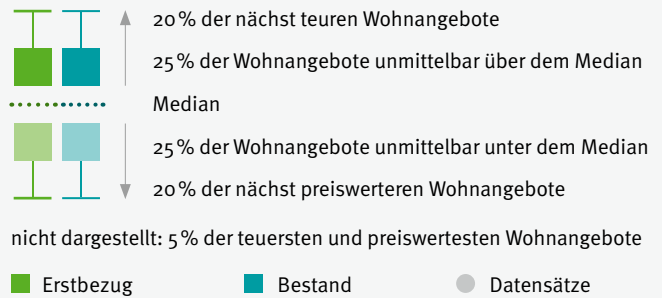 20 % der nächst teuren Wohnangebote
25 % der Wohnangebote unmittelbar über dem Median
Median
25 % der Wohnangebote unmittelbar unter dem Median
20 % der nächst preiswerteren Wohnangebote
nicht dargestellt: 5 % der teuersten und preiswertesten Wohnangebote
Erstbezug Bestand Datensätze